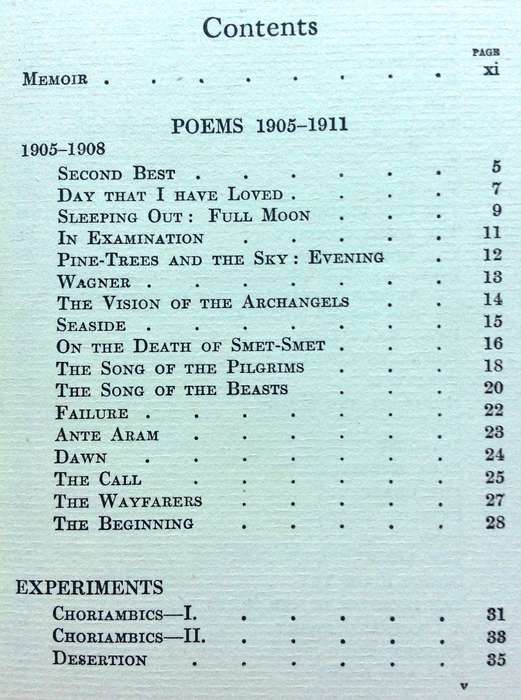 Contents
PAGE
MEMOIR . . . . . . . . xi
POEMS 1905–1911
1905–1908
SECOND BEST . . . . . . 5
DAY THAT I HAVE LOVED . . . . 7
SLEEPING OUT : FULL MOON . . . 9
IN EXAMINATION . . . . . 11
PINE-TREES AND THE SKY : EVENING . . 12
WAGNER . . . . . . . 13
THE VISION OF THE ARCHANGELS . . 14
SEASIDE . . . . . . . 15
ON THE DEATH OF SMET-SMET . . . 16
THE SONG OF THE PILGRIMS . . . 18
THE SONG OF THE BEASTS . . . 20
FAILURE . . . . . . . 22
ANTE ARAM . . . . . . 23
DAWN . . . . . . . 24
THE CALL . . . . . . 25
THE WAYFARERS . . . . . 27
THE BEGINNING . . . . . 28
EXPERIMENTS
CHORIAMBICS—I. . . . . . 31
CHORIAMBICS—II. . . . . . 33
DESERTION . . . . . . 35
v